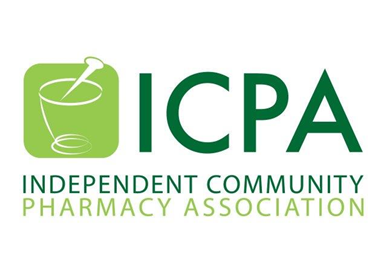 ICPA
INDEPENDENT COMMUNITY
PHARMACY ASSOCIATION